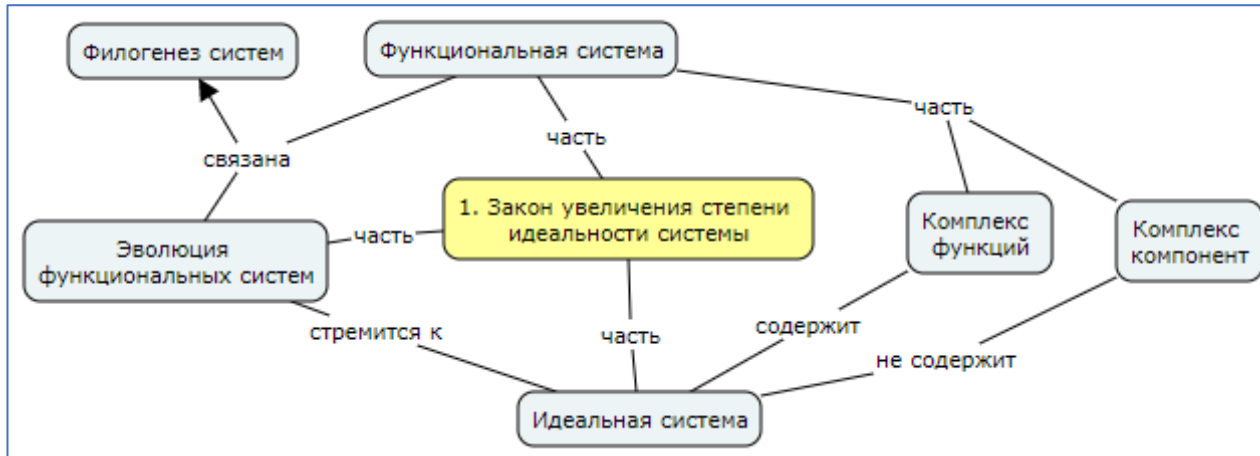 Филогенез систем
Функциональная система
часть
часть
связана
1. Закон увеличения степени
идеальности системы
Комплекс
функций
Комплекс
компонент
Эволюция
функциональных систем
часть
стремится к
часть
содержит
не содержит
Идеальная система